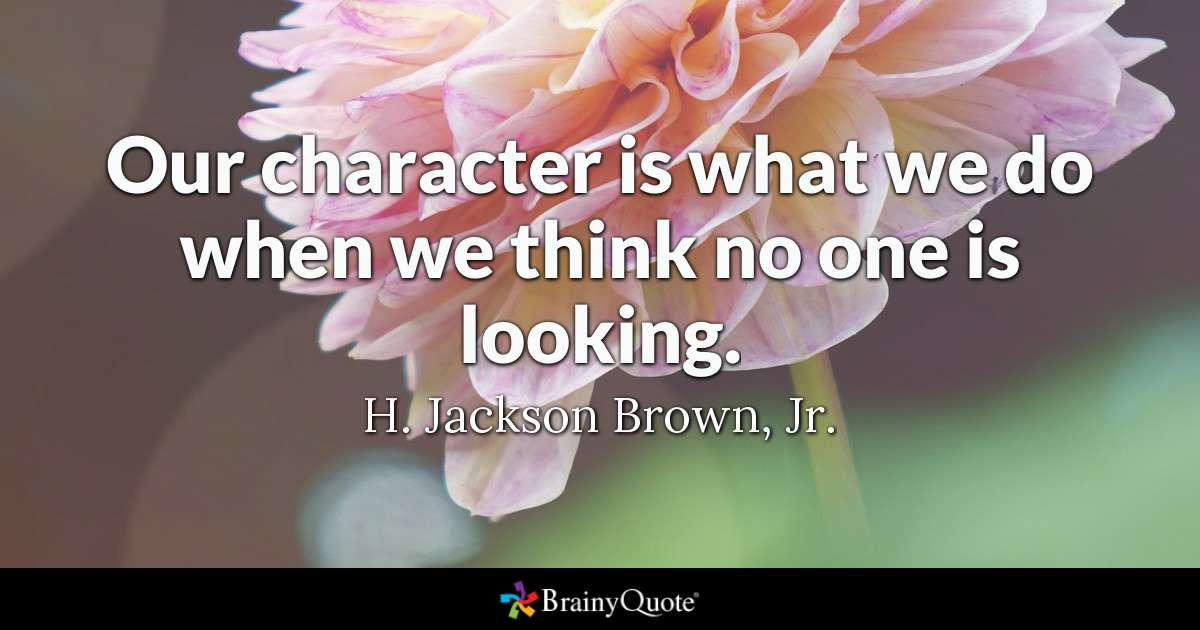 Our character is what we do
when we think no one is
looking.
H. Jackson Brown, Jr.
BrainyQuote®